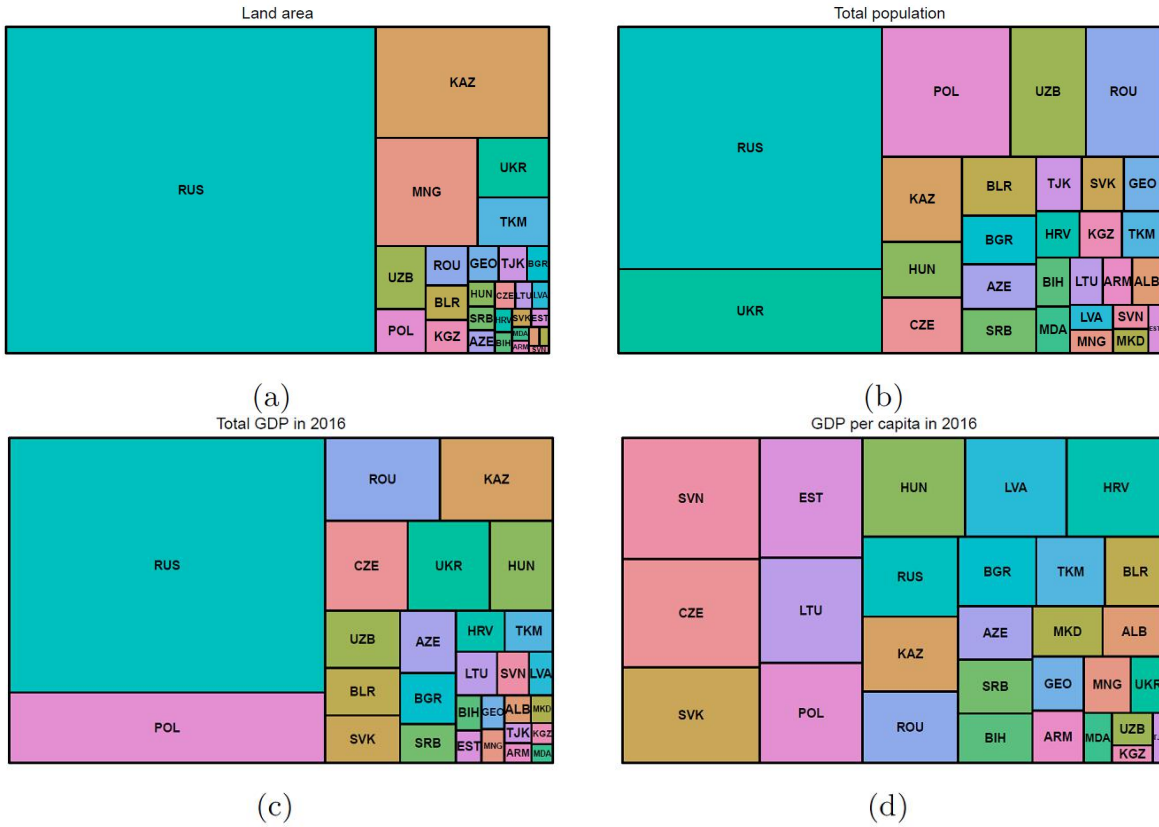 Land area
RUS
KAZ
MNG
UKR
TKM
UZB
ROU
GEO
TJK
BGR
BLR
HUN
CZE
LTU
LVA
POL
KGZ
SRB
HRV
SVK
EST
AZE
BIH
MDA
ARM
SVN
(a)
Total population
RUS
UKR
POL
UZB
ROU
KAZ
BLR
TJK
SVK
GEO
HUN
BGR
HRV
KGZ
TKM
CZE
AZE
BIH
LTU
ARM
ALB
SRB
MDA
LVA
SVN
EST
MNG
MKD
(b)
Total GDP in 2016
RUS
POL
ROU
KAZ
CZE
UKR
HUN
UZB
AZE
HRV
TKM
BLR
BGR
LTU
SVN
LVA
SVK
SRB
BIH
GEO
ALB
MKD
EST
MNG
TJK
KGZ
ARM
MDA
(c)
GDP per capita in 2016
SVN
CZE
SVK
EST
LTU
POL
HUN
LVA
HRV
RUS
KAZ
ROU
BGR
TKM
BLR
AZE
MKD
ALB
SRB
GEO
MNG
UKR
BIH
ARM
MDA
UZB
KGZ
(d)